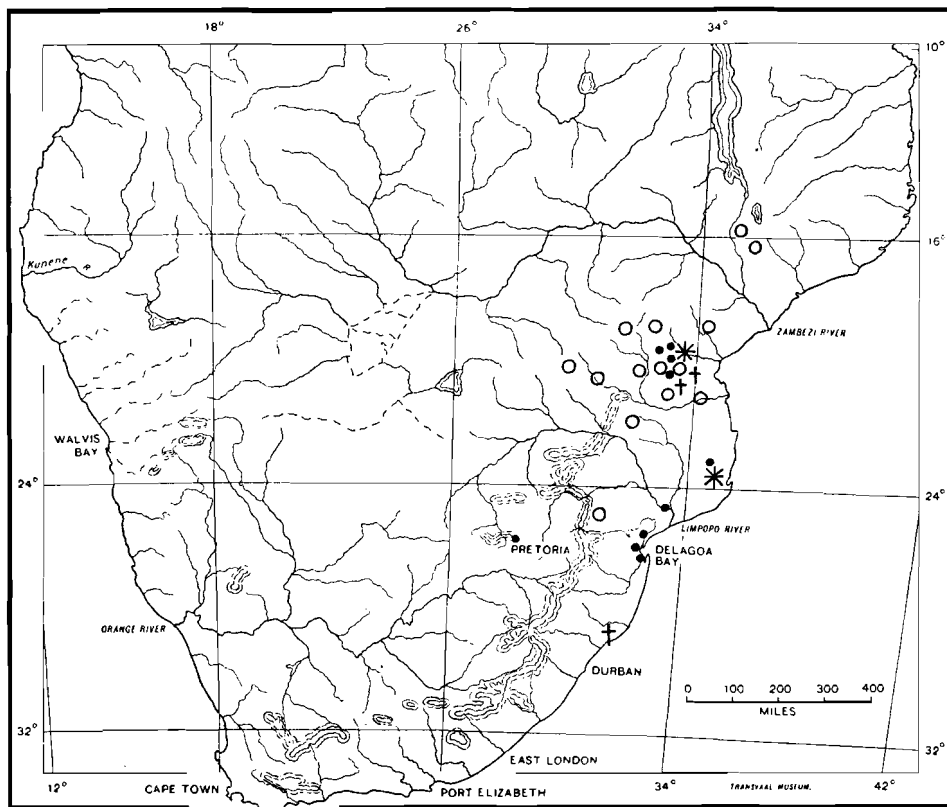 18°
26°
34°
10°
16°
Kunene
ZAMBEZI RIVER
WALVIS
BAY
24°
24°
LIMPOPO RIVER
PRETORIA
DELAGOA
BAY
ORANGE RIVER
DURBAN
0 100 200 300 400
MILES
32°
32°
EAST LONDON
12°
CAPE TOWN
PORT ELIZABETH
34°
TRANSVAAL MUSEUM.
42°